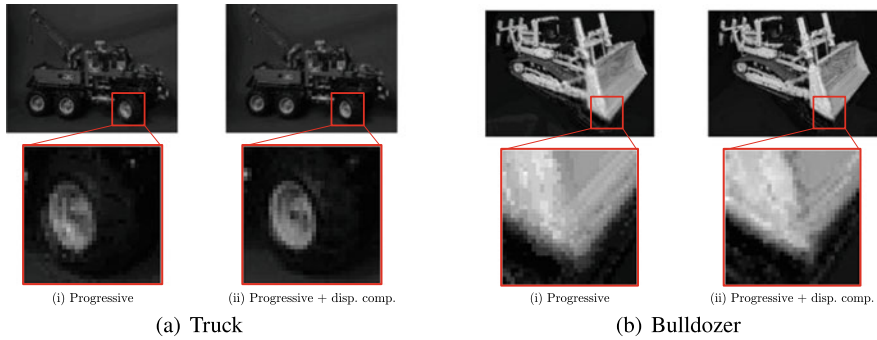 (i) Progressive
(ii) Progressive + disp. comp.
(i) Progressive
(ii) Progressive + disp. comp.
(a) Truck
(b) Bulldozer